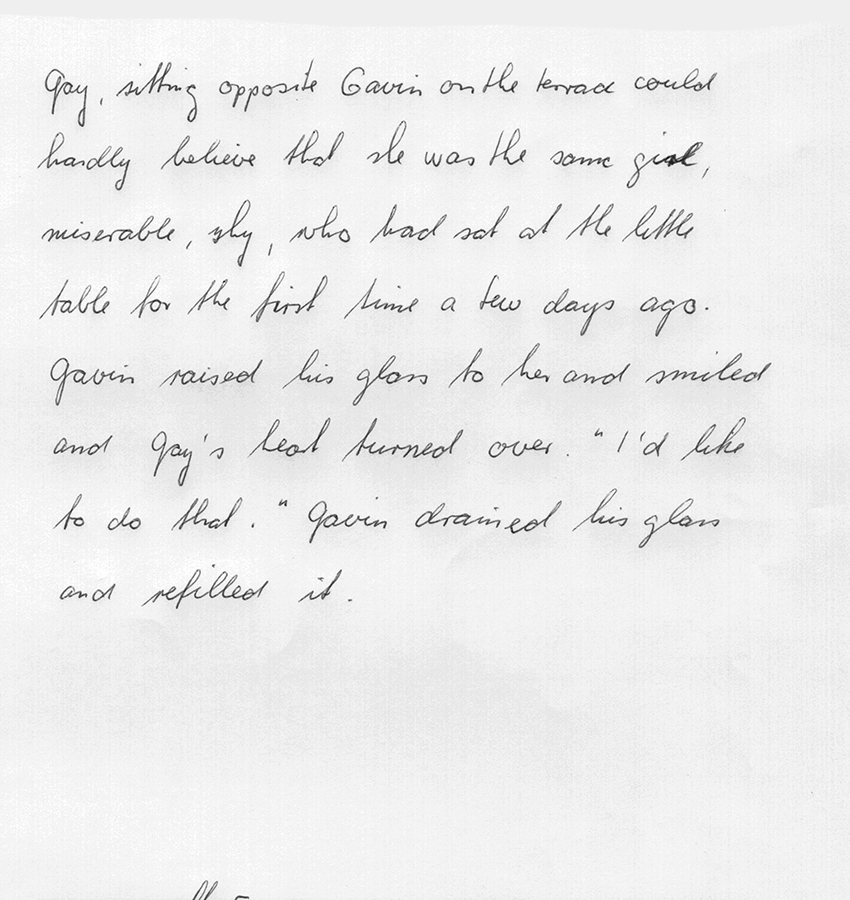 Gay, sitting opposite Gavin on the terrace could
hardly believe that she was the same girl,
miserable, shy, who had sat at the little
table for the first time a few days ago.
Gavin raised his glass to her and smiled
and Gay's heart turned over. "I'd like
to do that." Gavin drained his glass
and refilled it.